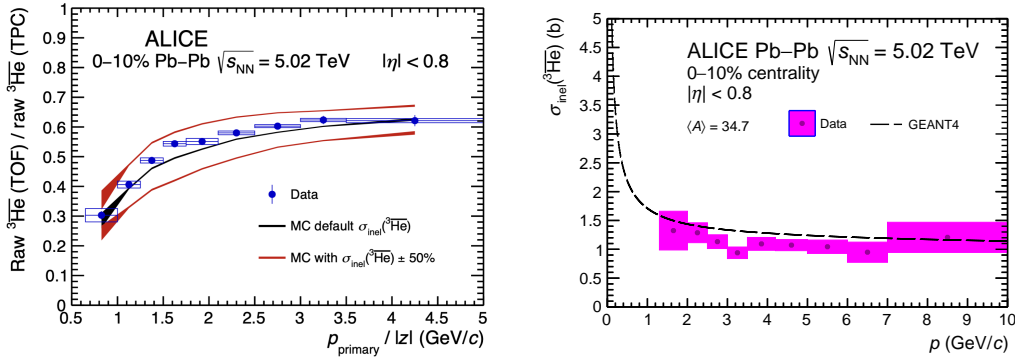 Raw ³H̅e̅ (TOF) / raw ³H̅e̅ (TPC)
1
0.9
0.8
0.7
0.6
0.5
0.4
0.3
0.2
0.1
0
ALICE
0–10% Pb–Pb √sNN = 5.02 TeV |η| < 0.8
Data
MC default σinel(³H̅e̅)
MC with σinel(³H̅e̅) ± 50%
0.5 1 1.5 2 2.5 3 3.5 4 4.5 5
pprimary / |z| (GeV/c)
σinel(³H̅e̅) (b)
5
4.5
4
3.5
3
2.5
2
1.5
1
0.5
0
ALICE Pb–Pb √sNN = 5.02 TeV
0–10% centrality
|η| < 0.8
⟨A⟩ = 34.7 Data GEANT4
0 1 2 3 4 5 6 7 8 9 10
p (GeV/c)